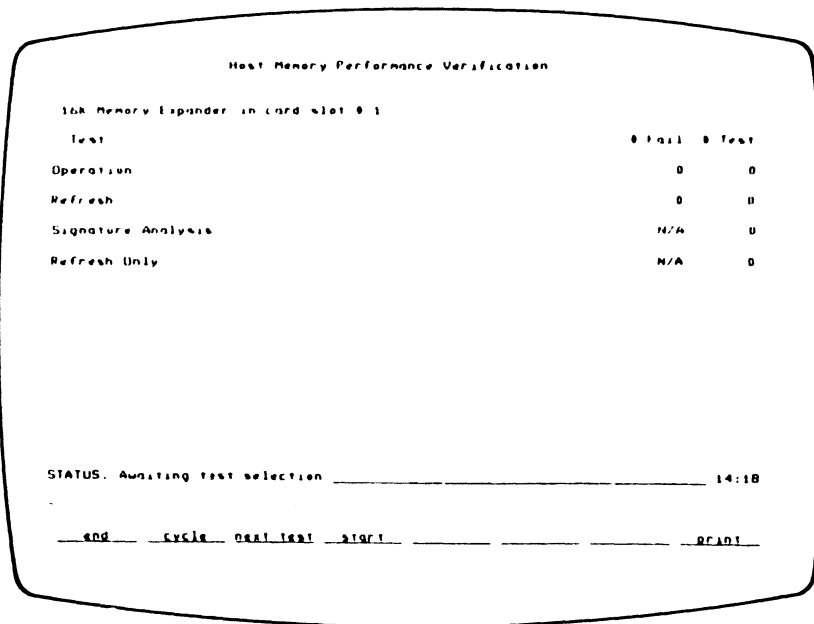 Host Memory Performance Verification
16k Memory Expander in card slot # 1
Test # Fail # Test
Operation 0 0
Refresh 0 0
Signature Analysis N/A 0
Refresh Only N/A 0
STATUS. Awaiting test selection 14:18
end cycle next test start print